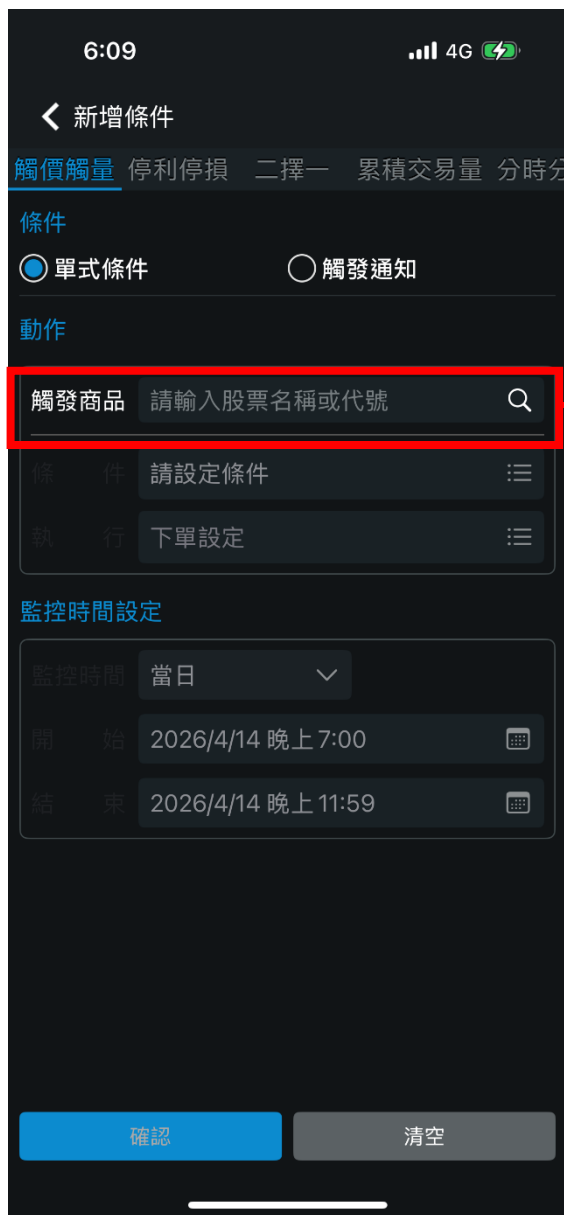 6:09 4G
新增條件
觸價觸量 停利停損 二擇一 累積交易量 分時分
條件
單式條件 觸發通知
動作
觸發商品 請輸入股票名稱或代號
條 件 請設定條件
執 行 下單設定
監控時間設定
監控時間 當日
開 始 2026/4/14 晚上 7:00
結 束 2026/4/14 晚上 11:59
確認 清空